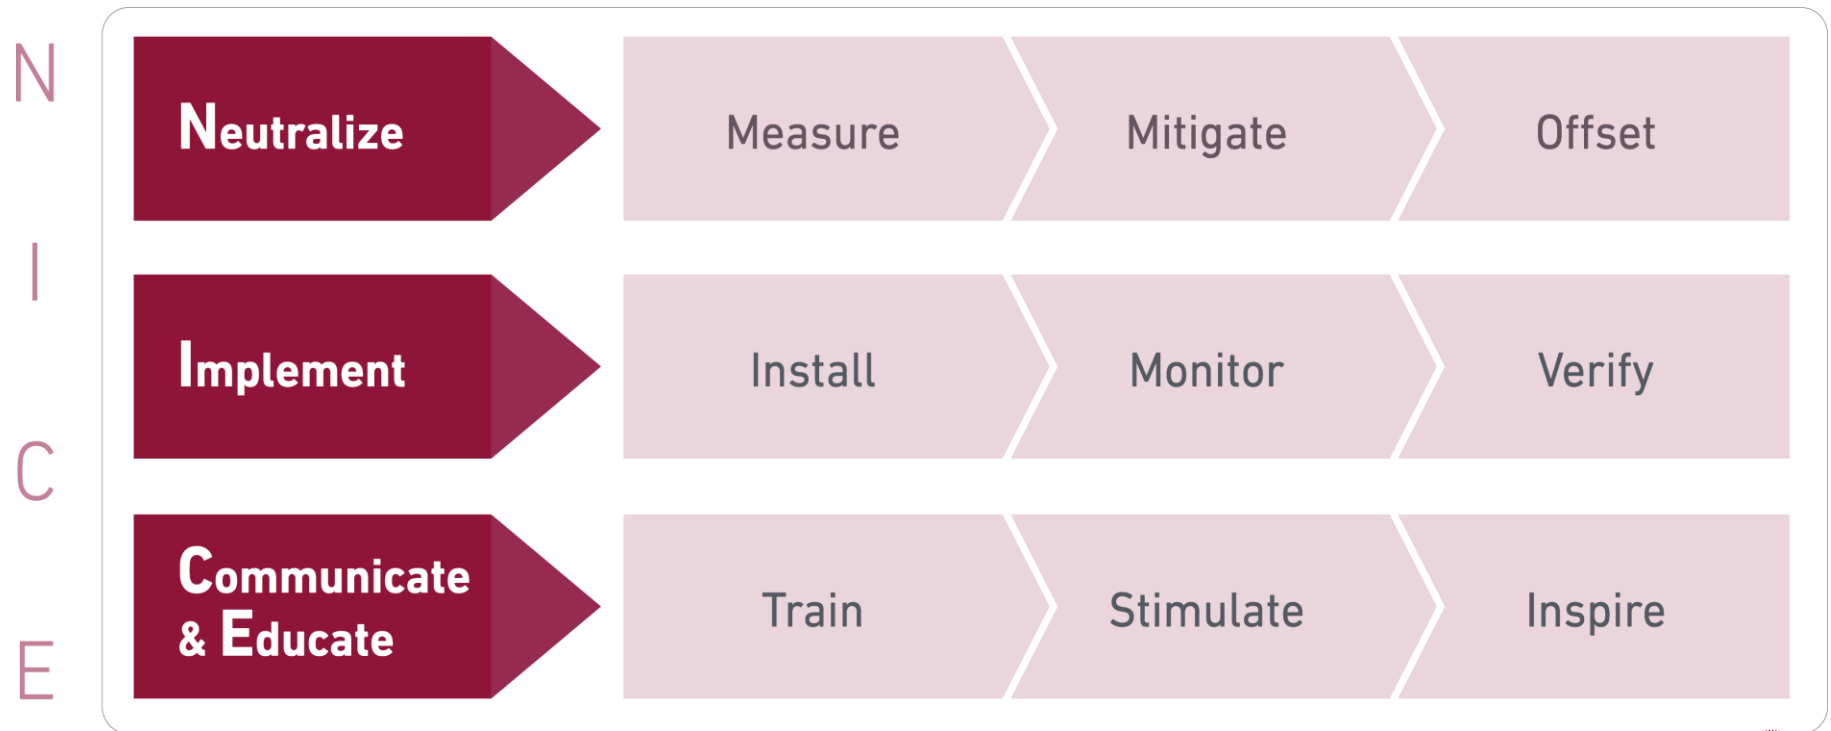 N
Neutralize
Measure
Mitigate
Offset
I
Implement
Install
Monitor
Verify
C
Communicate
& Educate
Train
Stimulate
Inspire
E